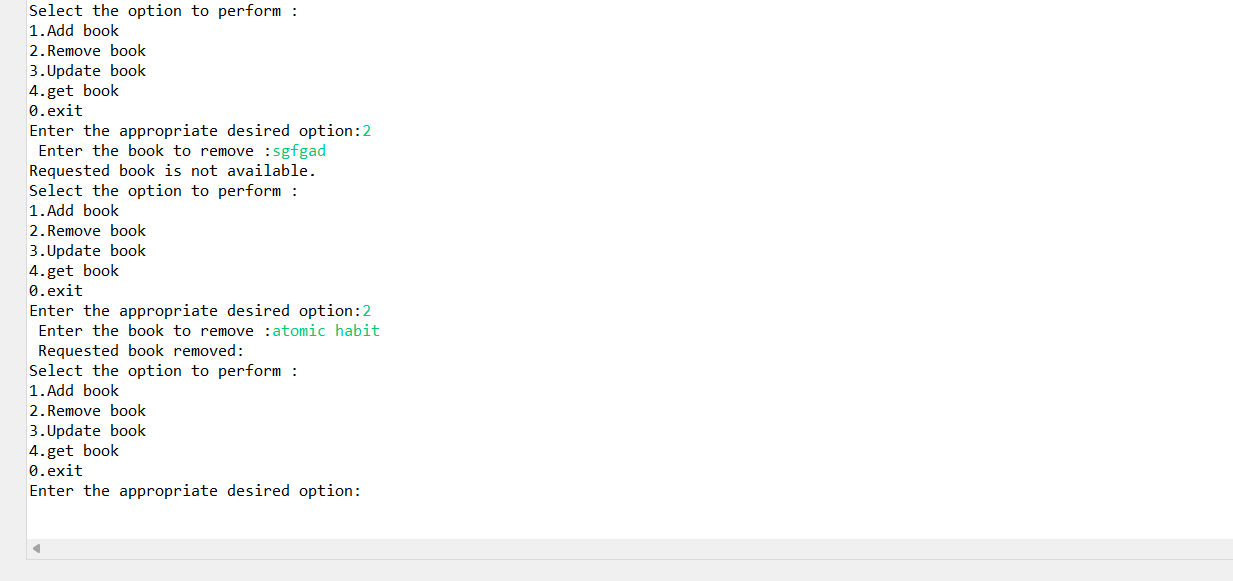 Select the option to perform :
1.Add book
2.Remove book
3.Update book
4.get book
0.exit
Enter the appropriate desired option:2
 Enter the book to remove :sgfgad
Requested book is not available.
Select the option to perform :
1.Add book
2.Remove book
3.Update book
4.get book
0.exit
Enter the appropriate desired option:2
 Enter the book to remove :atomic habit
 Requested book removed:
Select the option to perform :
1.Add book
2.Remove book
3.Update book
4.get book
0.exit
Enter the appropriate desired option: